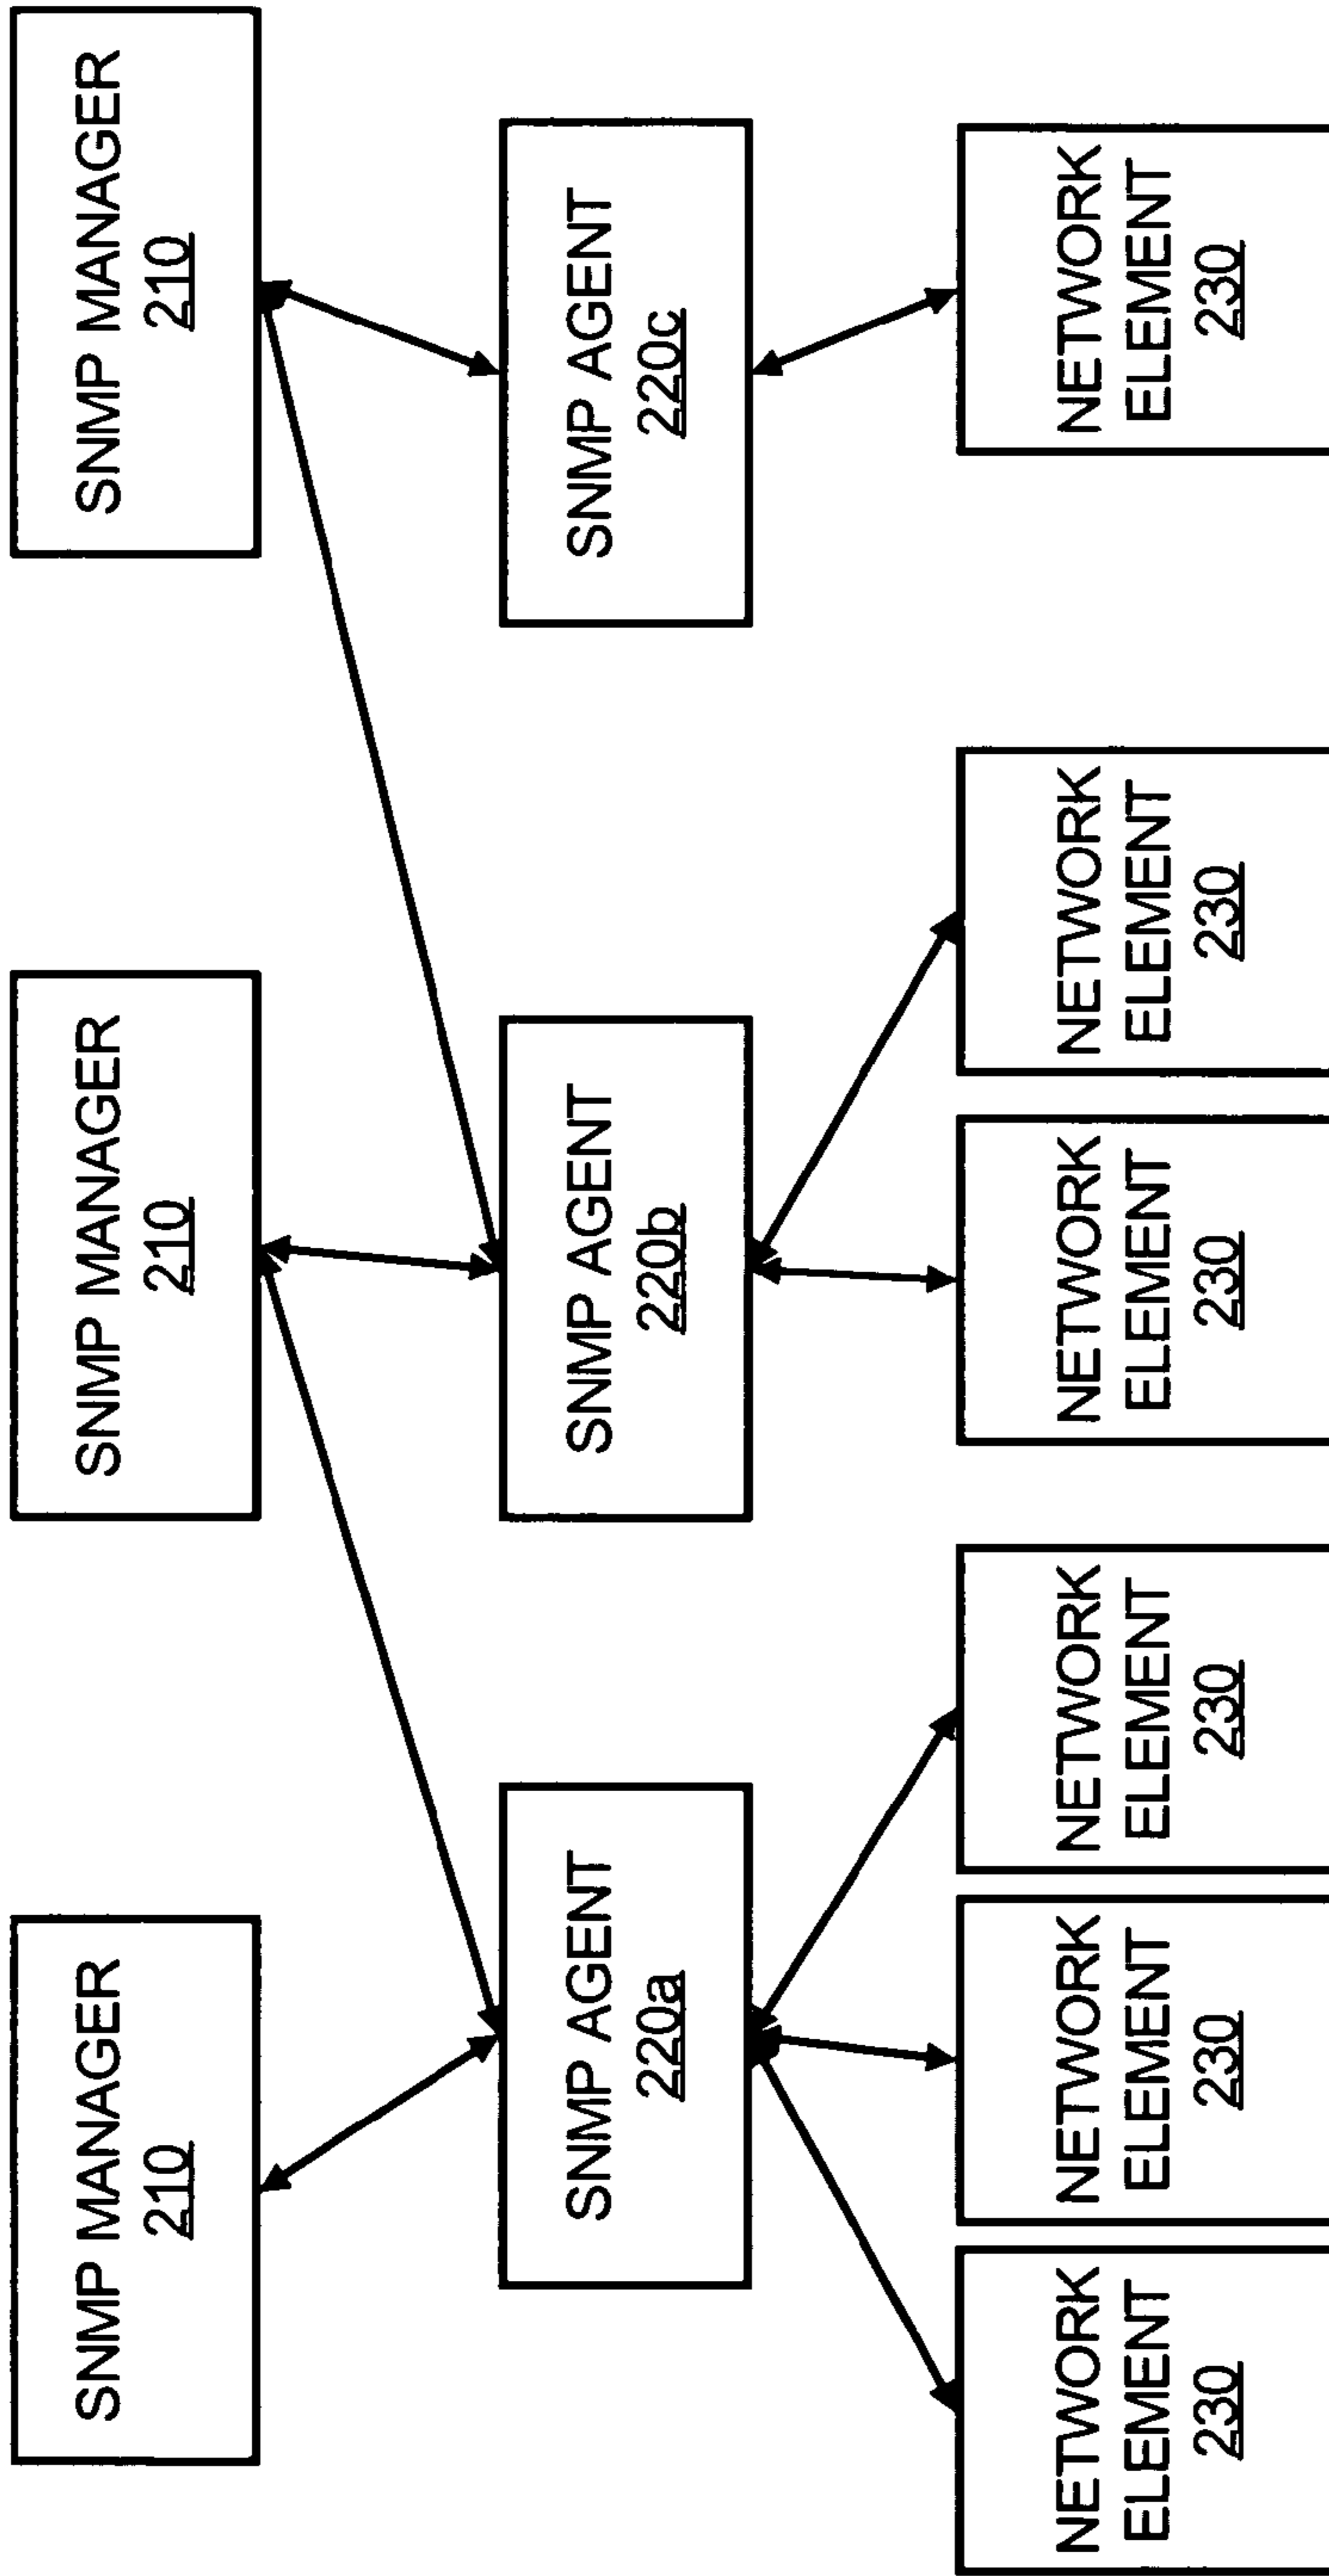 SNMP MANAGER
210
SNMP MANAGER
210
SNMP MANAGER
210
SNMP AGENT
220a
SNMP AGENT
220b
SNMP AGENT
220c
NETWORK
ELEMENT
230
NETWORK
ELEMENT
230
NETWORK
ELEMENT
230
NETWORK
ELEMENT
230
NETWORK
ELEMENT
230
NETWORK
ELEMENT
230